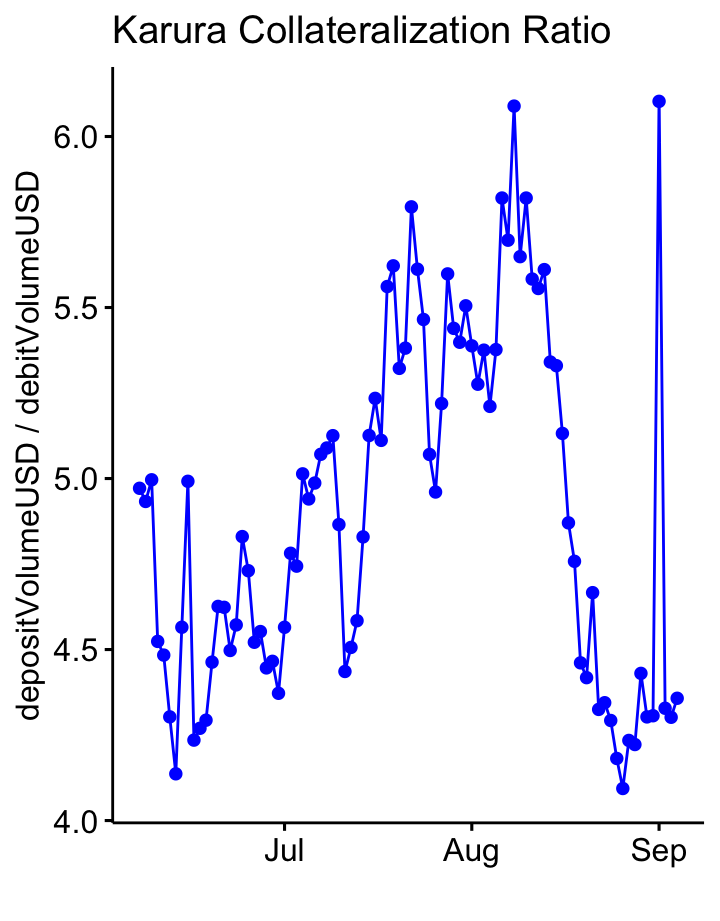 Karura Collateralization Ratio
depositVolumeUSD / debitVolumeUSD
6.0
5.5
5.0
4.5
4.0
Jul
Aug
Sep